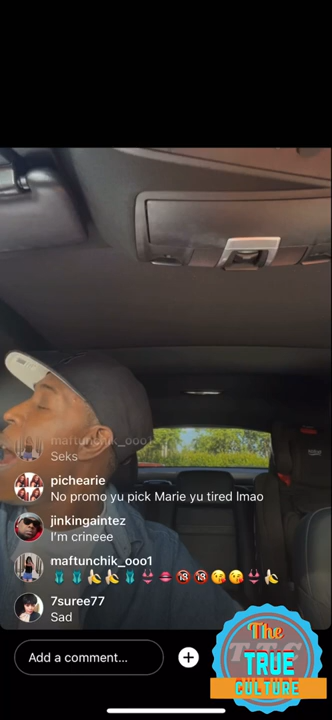 maftunchik_ooo1
Seks
pichearie
No promo yu pick Marie yu tired lmao
jinkingaintez
I'm crineee
maftunchik_ooo1
🩱🩱🍌🍌🩱👙👄🔞🔞😘😘👙🍌
7suree77
Sad
Add a comment...
The
TRUE
CULTURE